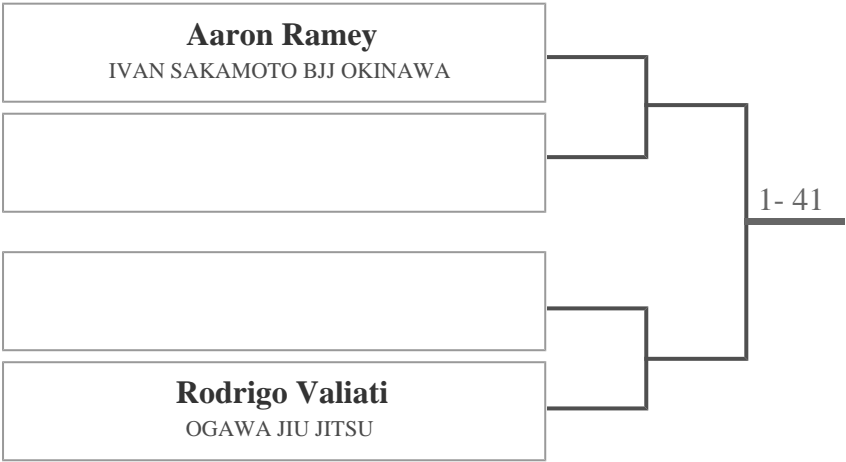 Aaron Ramey
IVAN SAKAMOTO BJJ OKINAWA
1- 41
Rodrigo Valiati
OGAWA JIU JITSU